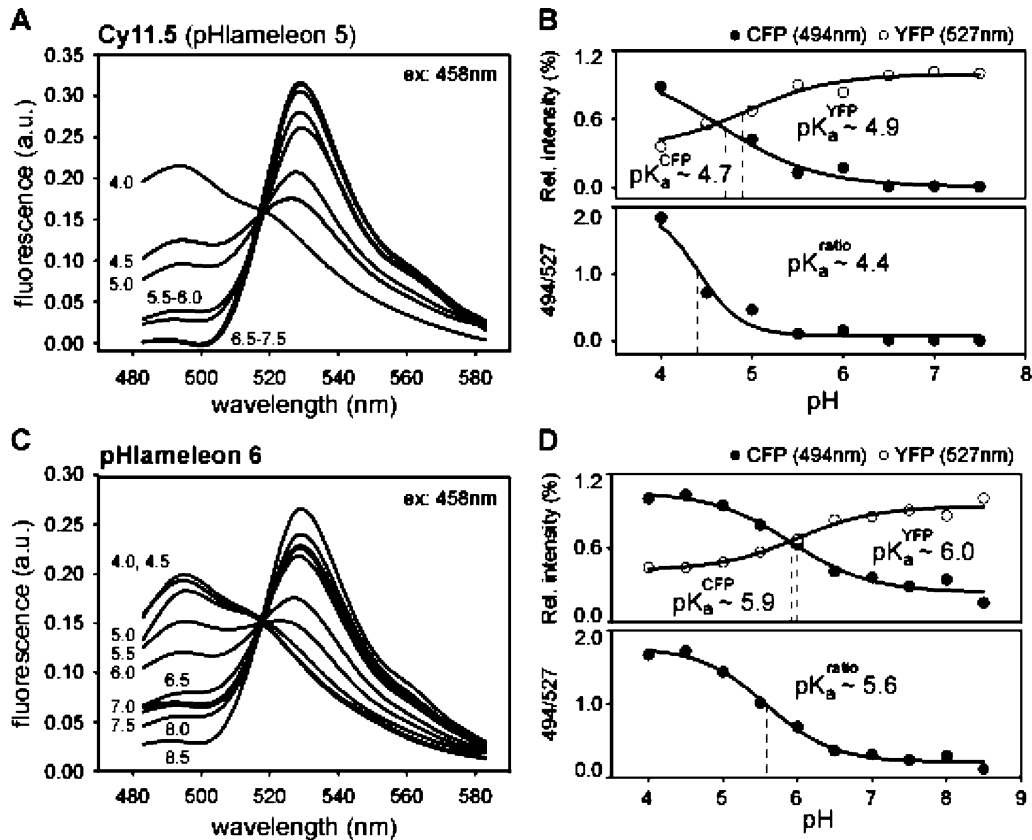 A
Cy11.5 (pHlameleon 5)
ex: 458nm
fluorescence (a.u.)
0.35
0.30
0.25
0.20
0.15
0.10
0.05
0.00
4.0
4.5
5.0
5.5-6.0
6.5-7.5
480 500 520 540 560 580
wavelength (nm)
B
● CFP (494nm) ○ YFP (527nm)
Rel. intensity (%)
1.2
0.6
0.0
pKa YFP ~ 4.9
pKa CFP ~ 4.7
494/527
2.0
1.0
0.0
pKa ratio ~ 4.4
4 5 6 7 8
pH
C
pHlameleon 6
ex: 458nm
fluorescence (a.u.)
0.30
0.25
0.20
0.15
0.10
0.05
0.00
4.0, 4.5
5.0
5.5
6.0
6.5
7.0
7.5
8.0
8.5
480 500 520 540 560 580
wavelength (nm)
D
● CFP (494nm) ○ YFP (527nm)
Rel. intensity (%)
1.2
0.6
0.0
pKa YFP ~ 6.0
pKa CFP ~ 5.9
494/527
2.0
1.0
0.0
pKa ratio ~ 5.6
4 5 6 7 8 9
pH